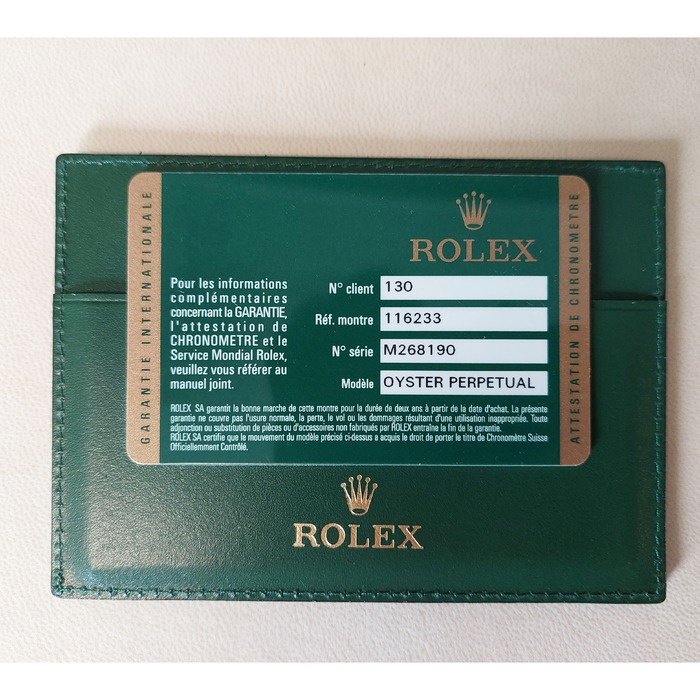 GARANTIE INTERNATIONALE
ROLEX
Pour les informations
complémentaires
concernant la GARANTIE,
l'attestation de
CHRONOMETRE et le
Service Mondial Rolex,
veuillez vous référer au
manuel joint.
N° client 130
Réf. montre 116233
N° série M268190
Modèle OYSTER PERPETUAL
ROLEX SA garantit la bonne marche de cette montre pour la durée de deux ans à partir de la date d'achat. La présente
garantie ne couvre pas l'usure normale, la perte, le vol ou les dommages résultant d'une utilisation inappropriée. Toute
adjonction ou substitution de pièces ou d'accessoires non fabriqués par ROLEX entraîne la fin de la garantie.
ROLEX SA certifie que le mouvement du modèle précisé ci-dessus a acquis le droit de porter le titre de Chronomètre Suisse
Officiellement Contrôlé.
ATTESTATION DE CHRONOMETRE
ROLEX